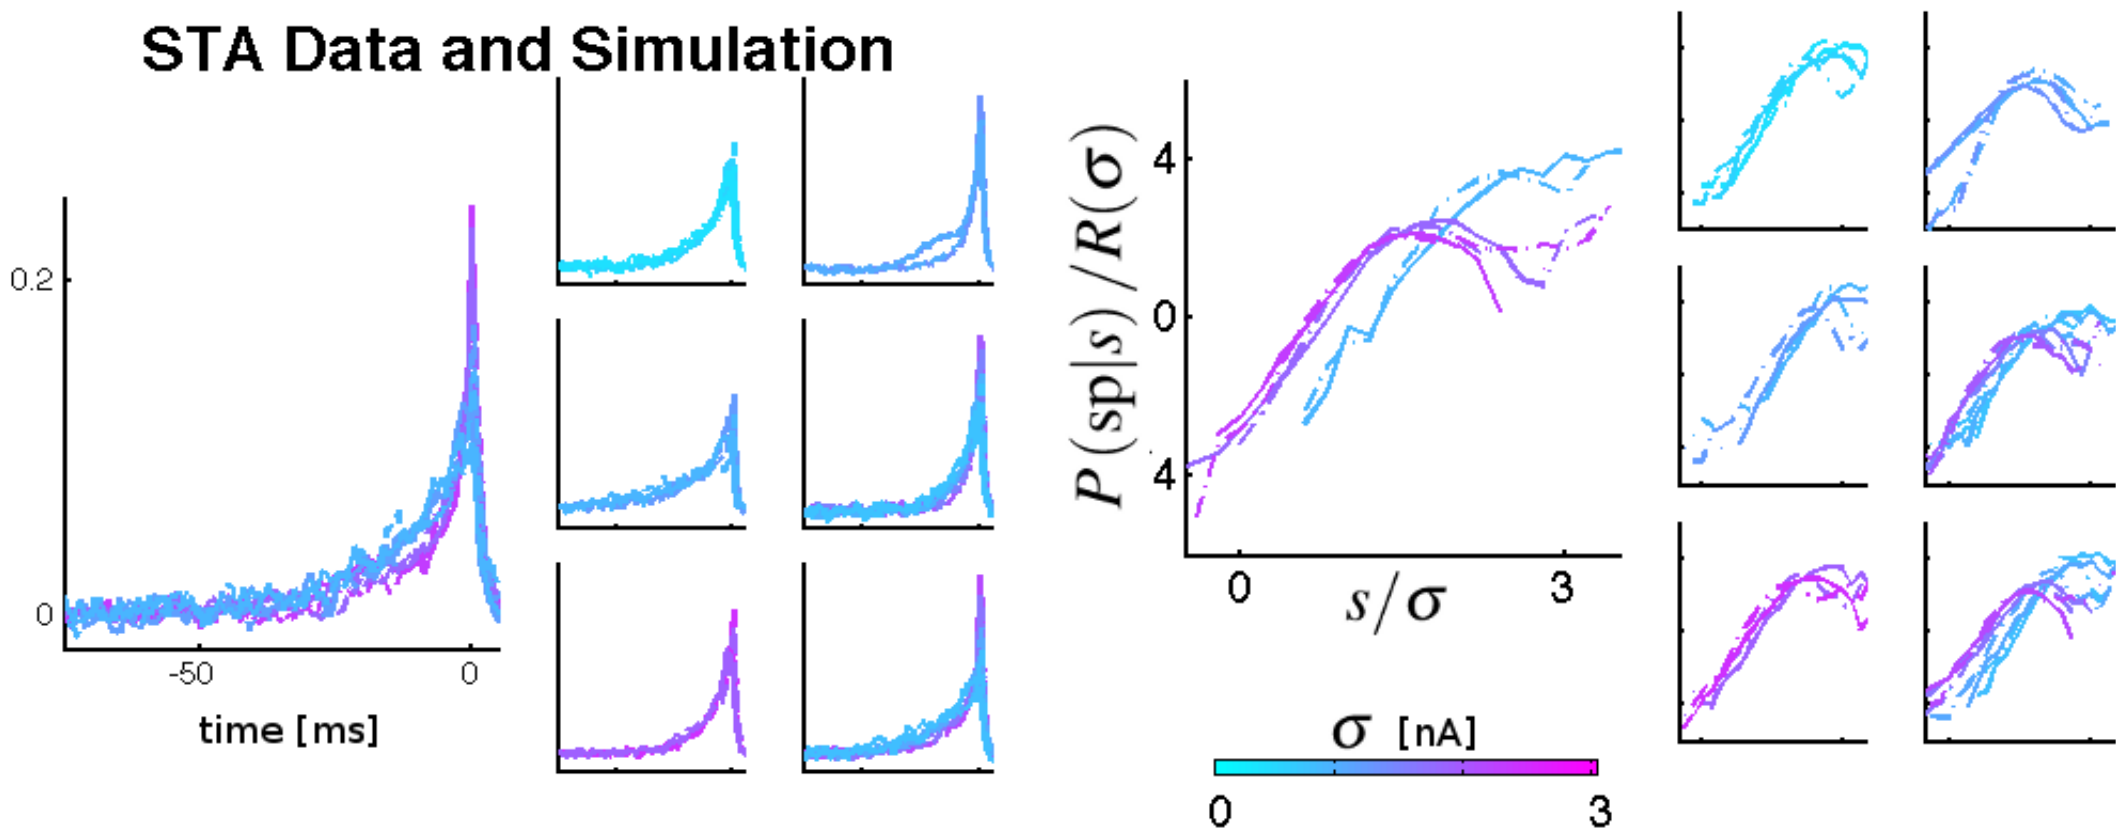 STA Data and Simulation
0.2
0
-50
0
time [ms]
P(sp|s)/R(σ)
4
0
4
0
3
s/σ
σ [nA]
0
3